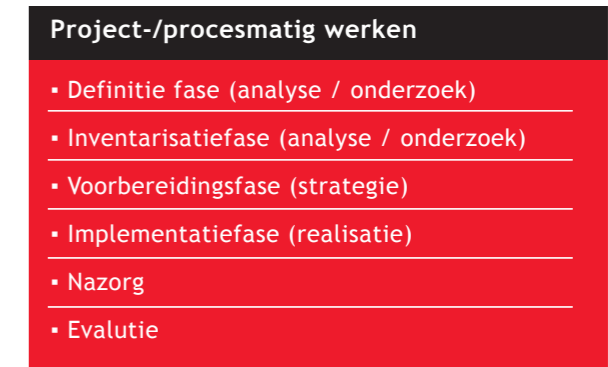 Project-/procesmatig werken
▪ Definitie fase (analyse / onderzoek)
▪ Inventarisatiefase (analyse / onderzoek)
▪ Voorbereidingsfase (strategie)
▪ Implementatiefase (realisatie)
▪ Nazorg
▪ Evalutie